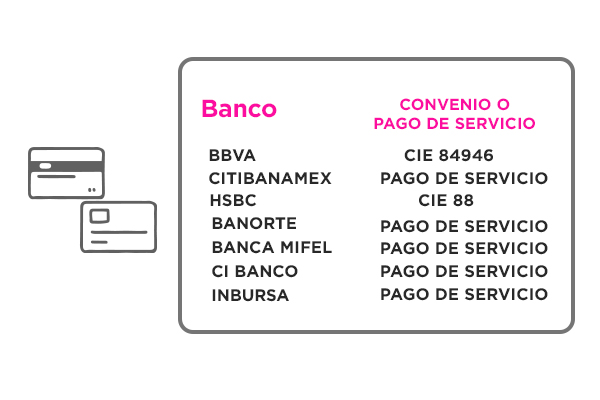 Banco
CONVENIO O
PAGO DE SERVICIO
BBVA CIE 84946
CITIBANAMEX PAGO DE SERVICIO
HSBC CIE 88
BANORTE PAGO DE SERVICIO
BANCA MIFEL PAGO DE SERVICIO
CI BANCO PAGO DE SERVICIO
INBURSA PAGO DE SERVICIO